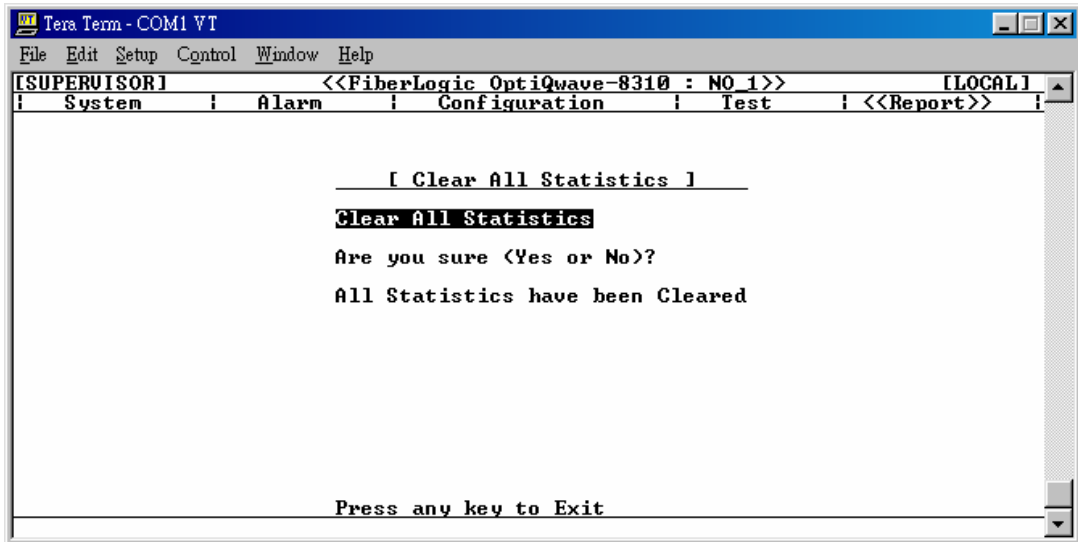 Tera Term - COM1 VT
File Edit Setup Control Window Help
[SUPERVISOR] <<FiberLogic OptiQwave-8310 : NO_1>> [LOCAL]
¦ System ¦ Alarm ¦ Configuration ¦ Test ¦ <<Report>> ¦
[ Clear All Statistics ]
Clear All Statistics
Are you sure (Yes or No)?
All Statistics have been Cleared
Press any key to Exit